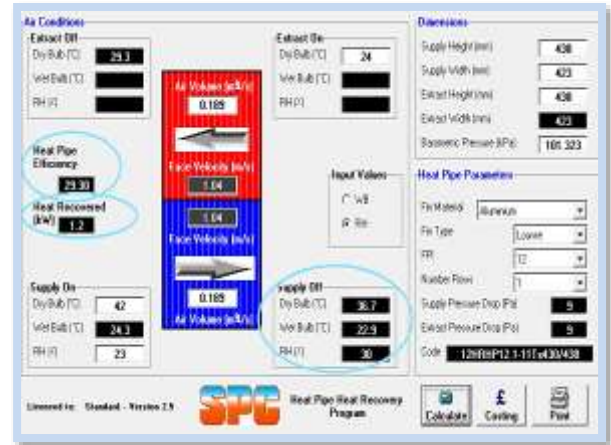 Air Conditions
Extract Off
Dry Bulb (°C) 29.3
Wet Bulb (°C)
RH (%)
Extract On
Dry Bulb (°C) 24
Wet Bulb (°C)
RH (%)
Air Volume (m³/s)
0.189
Face Velocity (m/s)
1.04
1.04
Face Velocity (m/s)
0.189
Air Volume (m³/s)
Heat Pipe
Efficiency
29.30
Heat Recovered
(kW) 1.2
Input Values
WB
RH
Supply On
Dry Bulb (°C) 42
Wet Bulb (°C) 24.3
RH (%) 23
Supply Off
Dry Bulb (°C) 36.7
Wet Bulb (°C) 22.9
RH (%) 30
Dimensions
Supply Height (mm) 438
Supply Width (mm) 423
Extract Height (mm) 438
Extract Width (mm) 423
Barometric Pressure (kPa) 101.323
Heat Pipe Parameters
Fin Material Aluminium
Fin Type Louvre
FPI 12
Number Rows 1
Supply Pressure Drop (Pa) 9
Extract Pressure Drop (Pa) 9
Code
Licensed to: Standard - Version 2.9
SPC
Heat Pipe Heat Recovery
Program
Calculate
£
Costing
Print